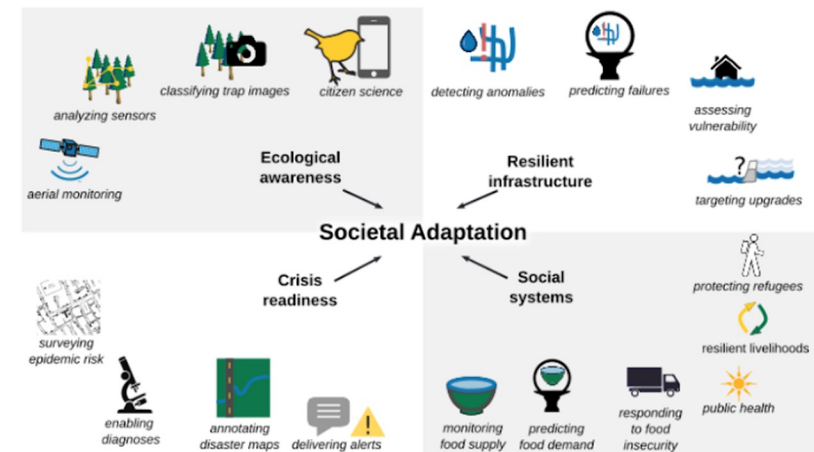 analyzing sensors
classifying trap images
citizen science
aerial monitoring
Ecological
awareness
detecting anomalies
predicting failures
assessing
vulnerability
?
targeting upgrades
Resilient
infrastructure
Societal Adaptation
Crisis
readiness
surveying
epidemic risk
enabling
diagnoses
annotating
disaster maps
delivering alerts
Social
systems
protecting refugees
resilient livelihoods
public health
monitoring
food supply
predicting
food demand
responding
to food
insecurity